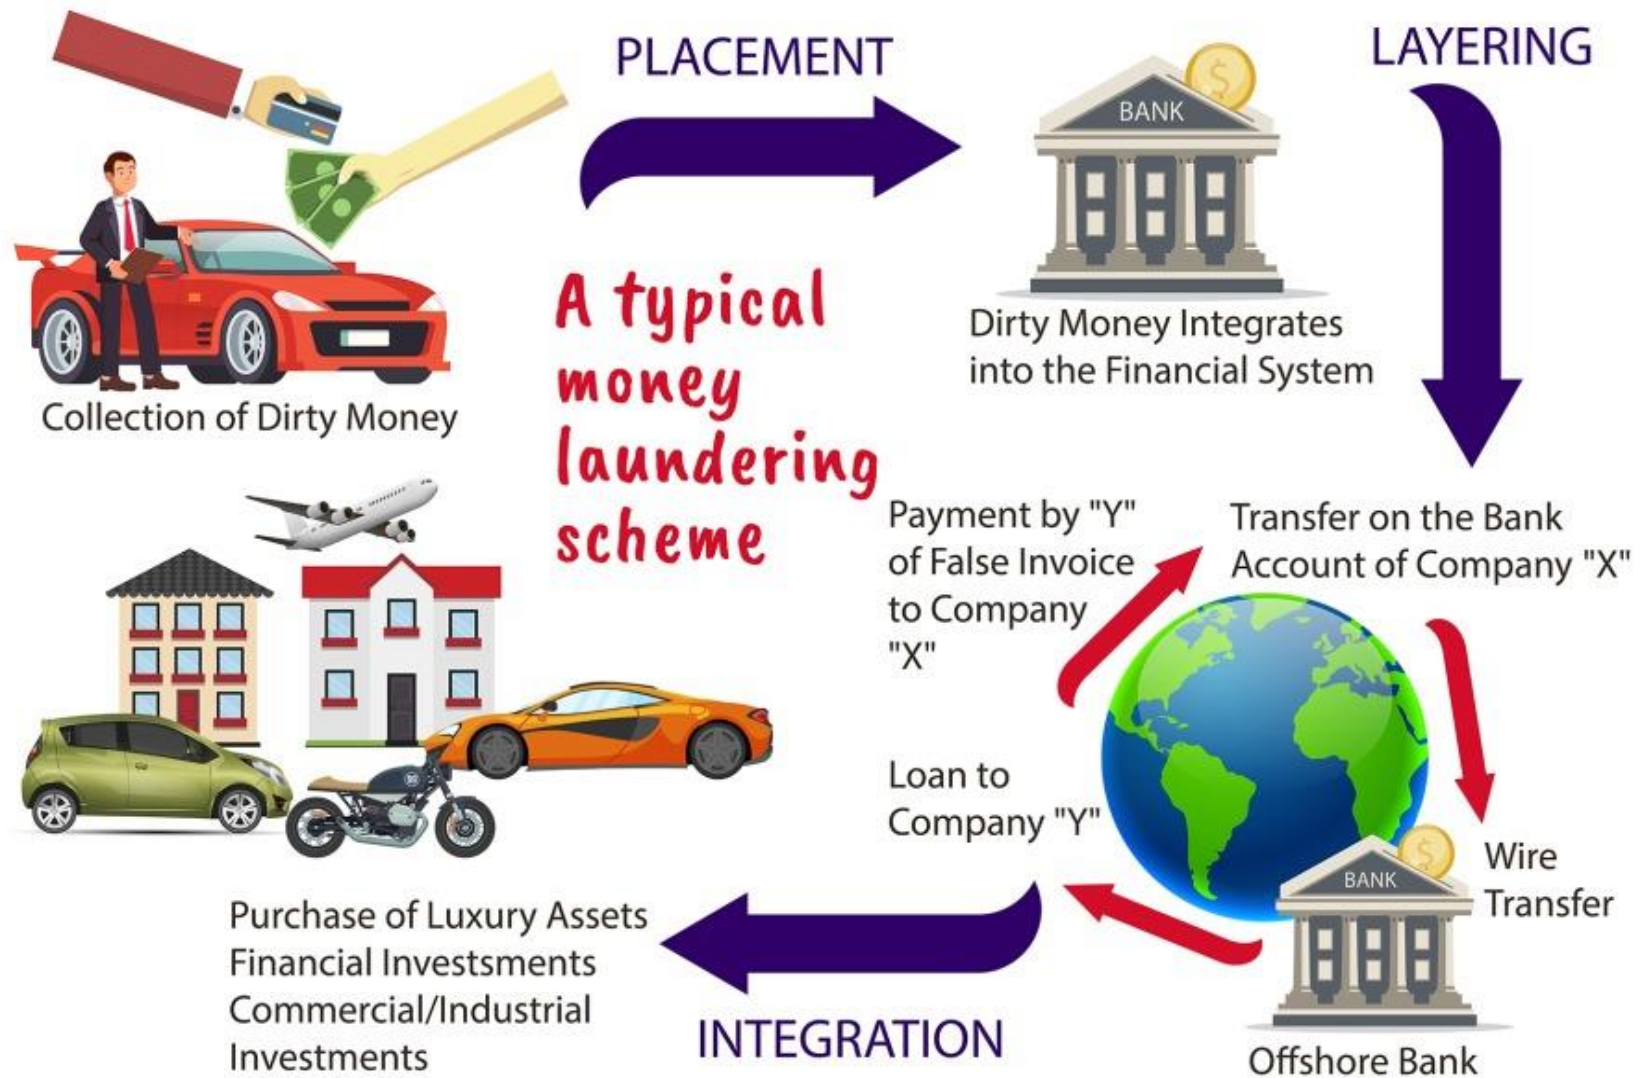 PLACEMENT
LAYERING
BANK
A typical
money
laundering
scheme
Dirty Money Integrates
into the Financial System
Collection of Dirty Money
Payment by "Y"
of False Invoice
to Company
"X"
Transfer on the Bank
Account of Company "X"
Loan to
Company "Y"
Wire
Transfer
BANK
Purchase of Luxury Assets
Financial Investsments
Commercial/Industrial
Investments
INTEGRATION
Offshore Bank